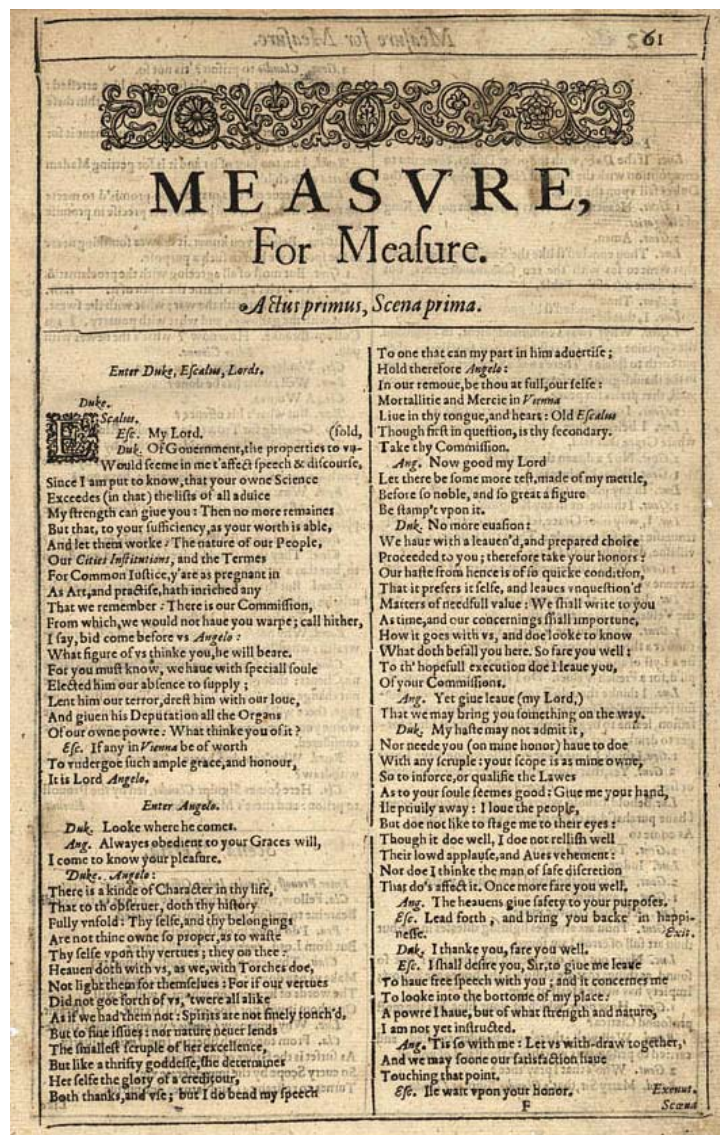 61
MEASVRE,
For Meaſure.
Actus primus, Scena prima.
Enter Duke, Eſcalus, Lords.
Duke.
EScalus.
Eſc. My Lord. (fold,
Duk. Of Gouernment, the properties to vn-
Would ſeeme in me t'affect ſpeech & diſcourſe,
Since I am put to know, that your owne Science
Exceedes (in that) the liſts of all aduice
My ſtrength can giue you: Then no more remaines
But that, to your ſufficiency, as your worth is able,
And let them worke: The nature of our People,
Our Cities Inſtitutions, and the Termes
For Common Iuſtice, y'are as pregnant in
As Art, and practiſe, hath inriched any
That we remember: There is our Commiſſion,
From which, we would not haue you warpe; call hither,
I ſay, bid come before vs Angelo:
What figure of vs thinke you, he will beare.
For you muſt know, we haue with ſpeciall ſoule
Elected him our abſence to ſupply;
Lent him our terror, dreſt him with our loue,
And giuen his Deputation all the Organs
Of our owne powre: What thinke you of it?
Eſc. If any in Vienna be of worth
To vndergoe ſuch ample grace, and honour,
It is Lord Angelo.
Enter Angelo.
Duk. Looke where he comes.
Ang. Alwayes obedient to your Graces will,
I come to know your pleaſure.
Duke. Angelo:
There is a kinde of Character in thy life,
That to th'obſeruer, doth thy hiſtory
Fully vnfold: Thy ſelfe, and thy belongings
Are not thine owne ſo proper, as to waſte
Thy ſelfe vpon thy vertues; they on thee:
Heauen doth with vs, as we, with Torches doe,
Not light them for themſelues: For if our vertues
Did not goe forth of vs, 'twere all alike
As if we had them not: Spirits are not finely touch'd,
But to fine iſſues: nor nature neuer lends
The ſmalleſt ſcruple of her excellence,
But like a thrifty goddeſſe, ſhe determines
Her ſelfe the glory of a creditour,
Both thanks, and vſe; but I do bend my ſpeech
To one that can my part in him aduertiſe;
Hold therefore Angelo:
In our remoue, be thou at full, our ſelfe:
Mortallitie and Mercie in Vienna
Liue in thy tongue, and heart: Old Eſcalus
Though firſt in queſtion, is thy ſecondary.
Take thy Commiſſion.
Ang. Now good my Lord
Let there be ſome more teſt, made of my mettle,
Before ſo noble, and ſo great a figure
Be ſtamp't vpon it.
Duk. No more euaſion:
We haue with a leauen'd, and prepared choice
Proceeded to you; therefore take your honors:
Our haſte from hence is of ſo quicke condition,
That it prefers it ſelfe, and leaues vnqueſtion'd
Matters of needfull value: We ſhall write to you
As time, and our concernings ſhall importune,
How it goes with vs, and doe looke to know
What doth befall you here. So fare you well:
To th' hopefull execution doe I leaue you,
Of your Commiſſions.
Ang. Yet giue leaue (my Lord,)
That we may bring you ſomething on the way.
Duk. My haſte may not admit it,
Nor neede you (on mine honor) haue to doe
With any ſcruple: your ſcope is as mine owne,
So to inforce, or qualifie the Lawes
As to your ſoule ſeemes good: Giue me your hand,
Ile priuily away: I loue the people,
But doe not like to ſtage me to their eyes:
Though it doe well, I doe not relliſh well
Their lowd applauſe, and Aues vehement:
Nor doe I thinke the man of ſafe diſcretion
That do's affect it. Once more fare you well.
Ang. The heauens giue ſafety to your purpoſes.
Eſc. Lead forth, and bring you backe in happi-
neſſe. Exit.
Duk. I thanke you, fare you well.
Eſc. I ſhall deſire you, Sir, to giue me leaue
To haue free ſpeech with you; and it concernes me
To looke into the bottome of my place:
A powre I haue, but of what ſtrength and nature,
I am not yet inſtructed.
Ang. 'Tis ſo with me: Let vs with-draw together,
And we may ſoone our ſatisfaction haue
Touching that point.
Eſc. Ile wait vpon your honor. Exeunt.
F Scœna